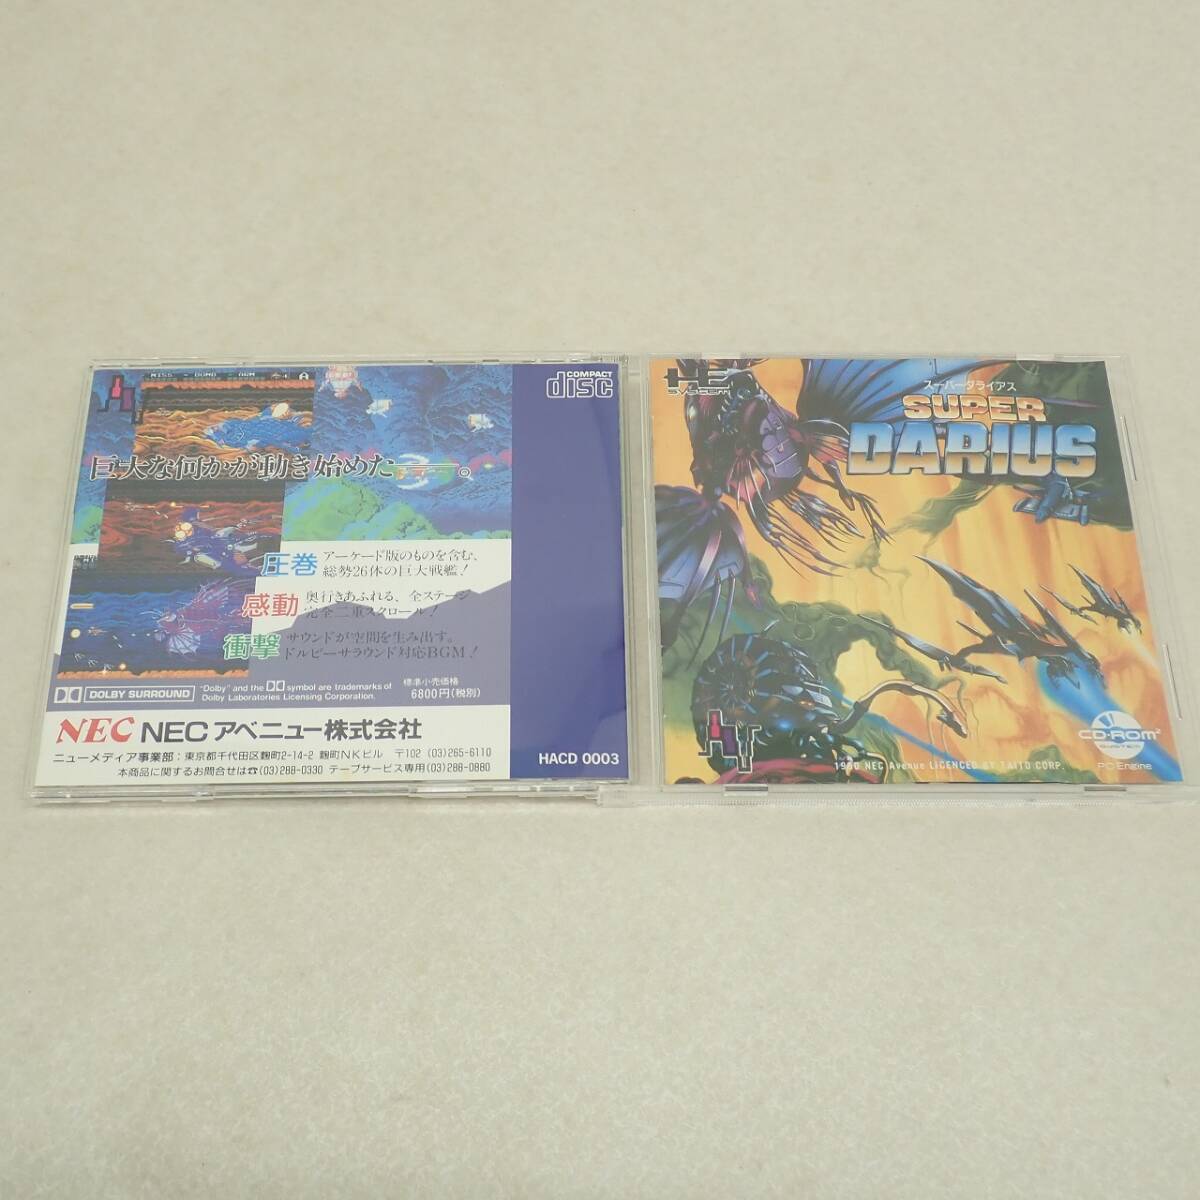 MISS - BOMB - ARM
4 A
COMPACT
disc
巨大な何かが動き始めた――。
圧巻 アーケード版のものを含む、
総勢26体の巨大戦艦！
感動 奥行きあふれる、全ステージ
完全二重スクロール！
衝撃 サウンドが空間を生み出す。
ドルビーサラウンド対応BGM！
DOLBY SURROUND
"Dolby" and the symbol are trademarks of
Dolby Laboratories Licensing Corporation.
標準小売価格
6800円(税別)
NEC NECアベニュー株式会社
ニューメディア事業部：東京都千代田区麹町2-14-2 麹町NKビル 〒102 (03)265-6110
本商品に関するお問合せは☎(03)288-0330 テープサービス専用(03)288-0880
HACD 0003
HE
SYSTEM
スーパーダライアス
SUPER
DARIUS
AV
CD-ROM²
SYSTEM
PC Engine
1990 NEC Avenue LICENCED BY TAITO CORP.